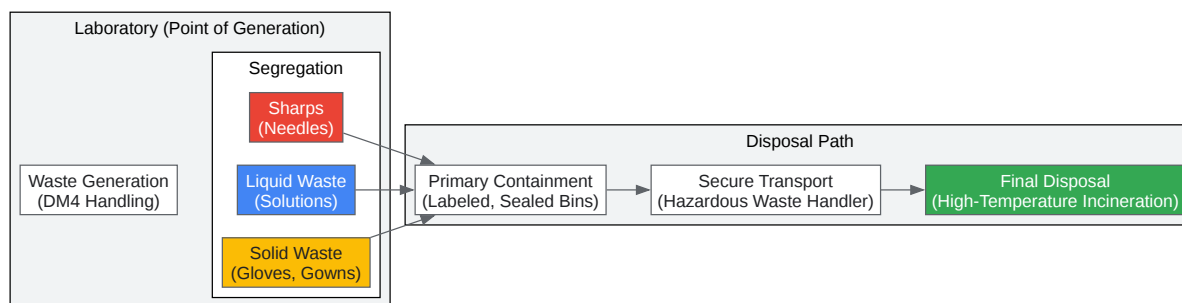 Laboratory (Point of Generation)
Segregation
Sharps
(Needles)
Waste Generation
(DM4 Handling)
Liquid Waste
(Solutions)
Solid Waste
(Gloves, Gowns)
Disposal Path
Primary Containment
(Labeled, Sealed Bins)
Secure Transport
(Hazardous Waste Handler)
Final Disposal
(High-Temperature Incineration)